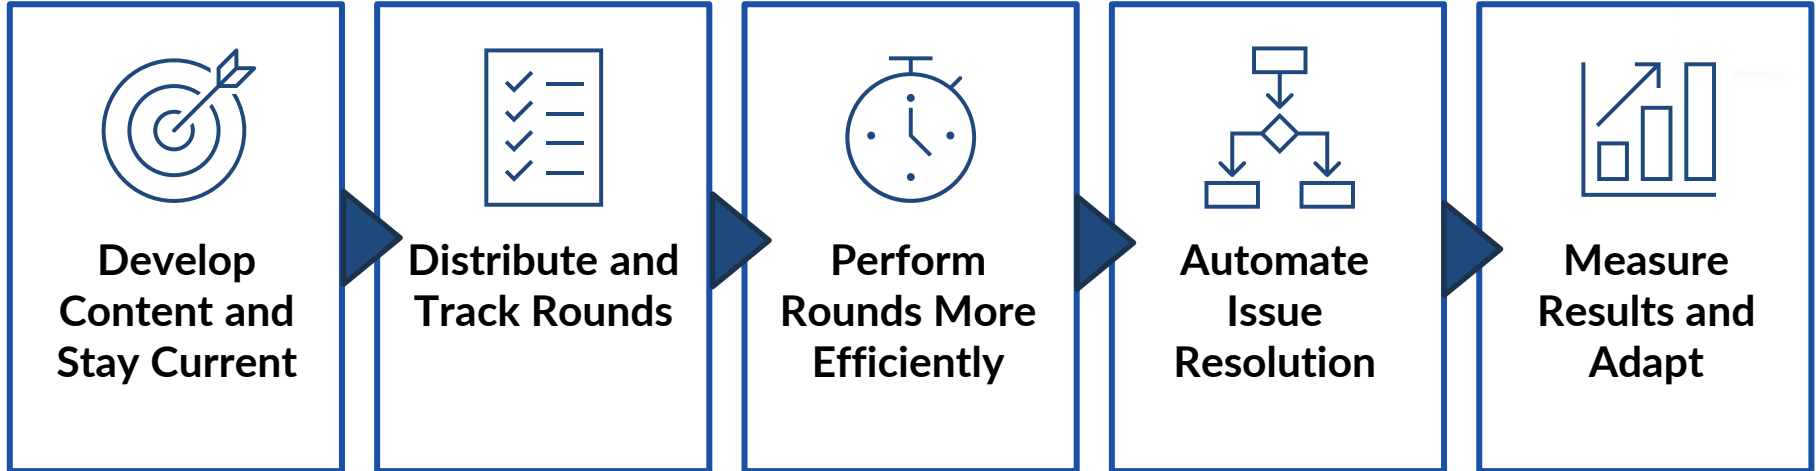 Develop
Content and
Stay Current
Distribute and
Track Rounds
Perform
Rounds More
Efficiently
Automate
Issue
Resolution
Measure
Results and
Adapt